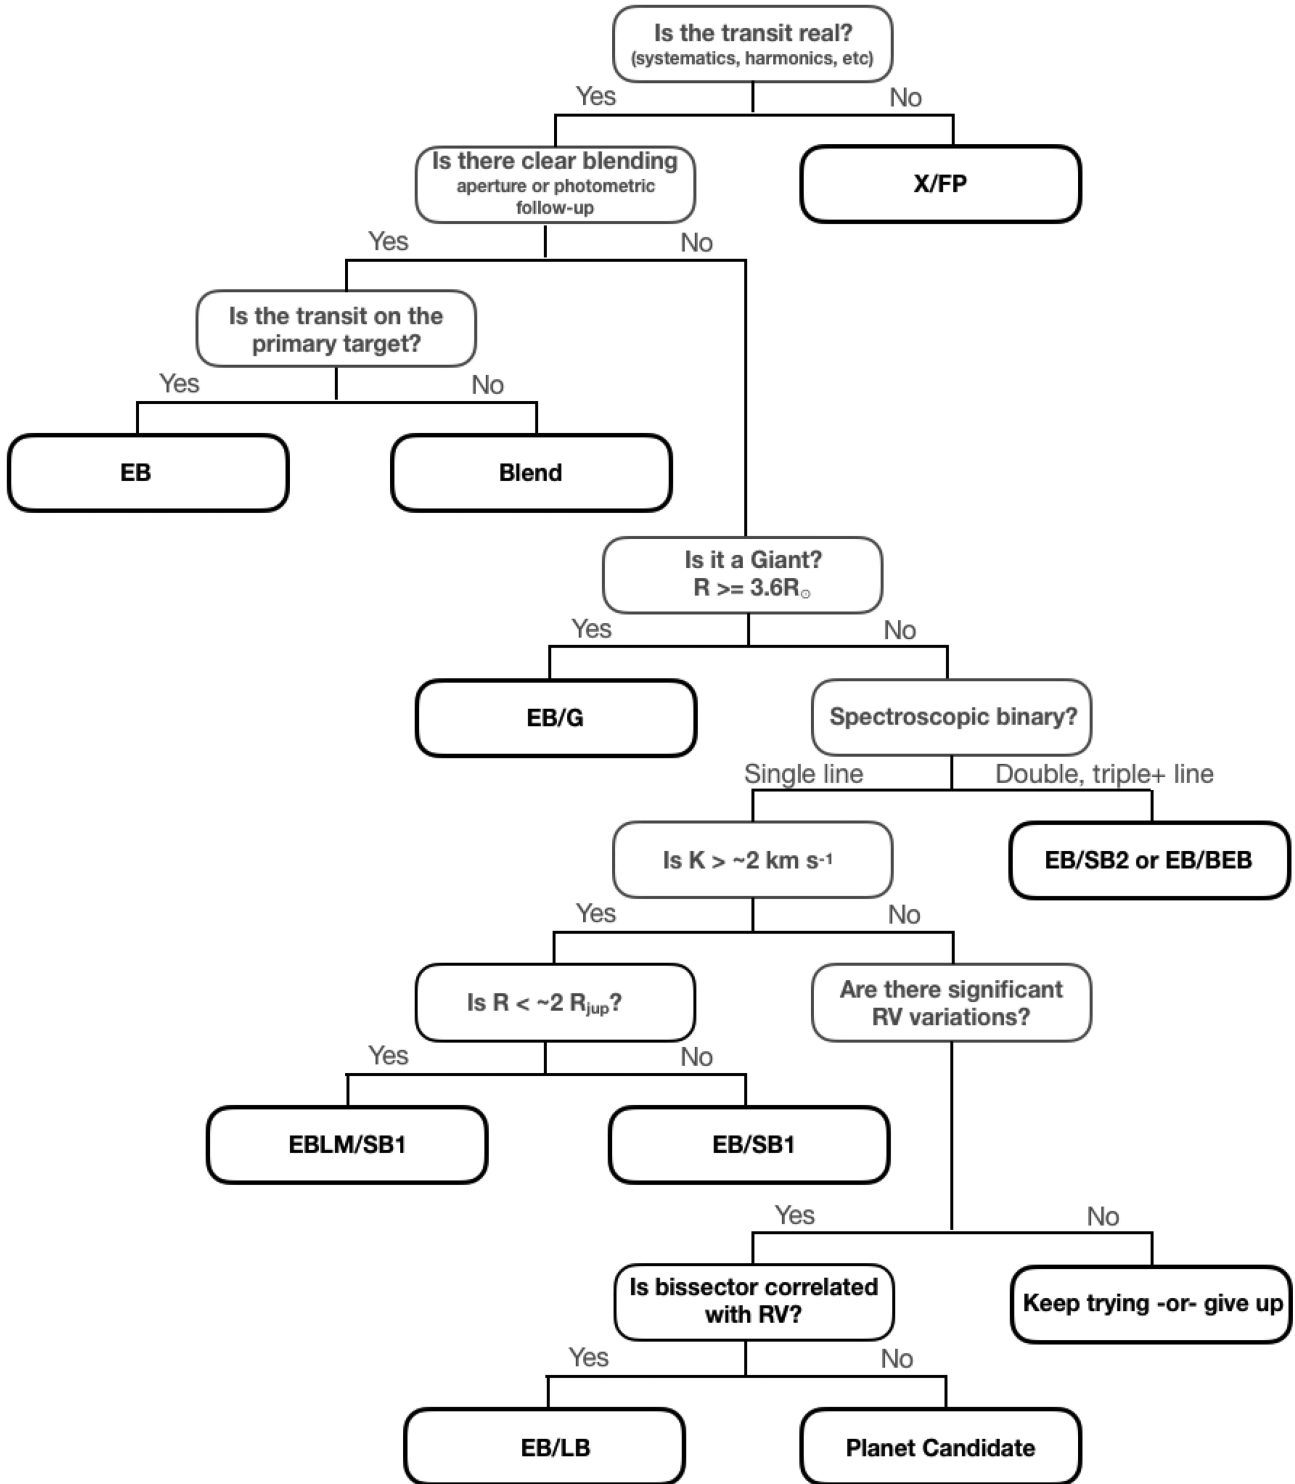 Is the transit real?
(systematics, harmonics, etc)
Yes
No
Is there clear blending
aperture or photometric
follow-up
X/FP
Yes
No
Is the transit on the
primary target?
Yes
No
EB
Blend
Is it a Giant?
R >= 3.6R☉
Yes
No
EB/G
Spectroscopic binary?
Single line
Double, triple+ line
Is K > ~2 km s-1
EB/SB2 or EB/BEB
Yes
No
Is R < ~2 Rjup?
Are there significant
RV variations?
Yes
No
EBLM/SB1
EB/SB1
Yes
No
Is bissector correlated
with RV?
Keep trying -or- give up
Yes
No
EB/LB
Planet Candidate